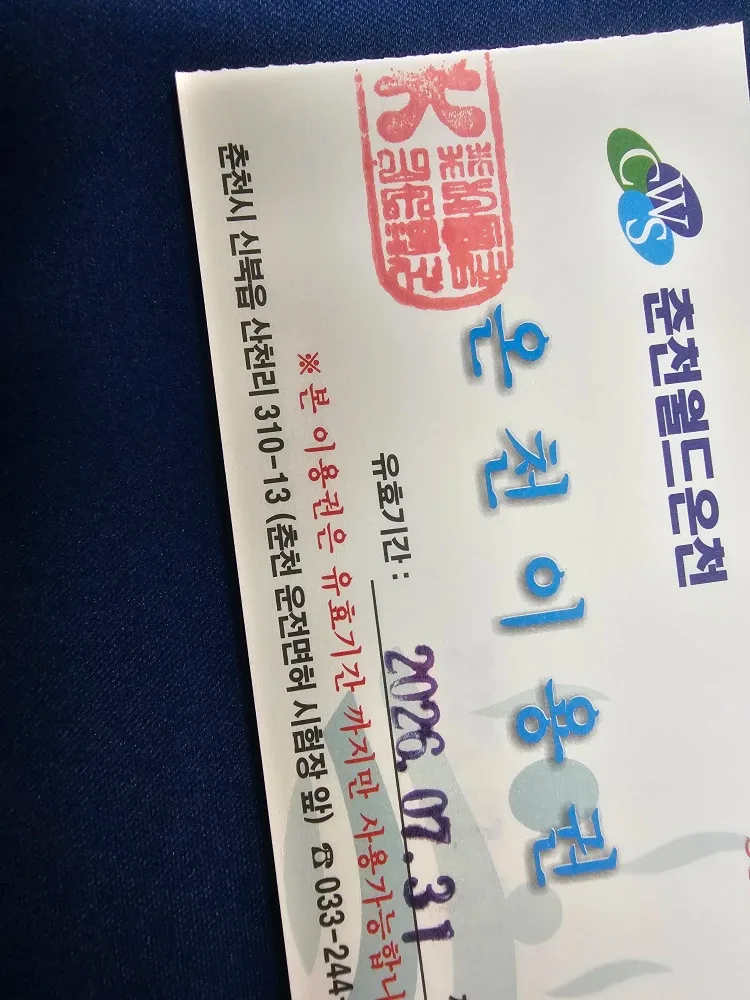 CWS
춘천월드온천
온천이용권
유효기간 : 2026.07.31
※ 본 이용권은 유효기간 까지만 사용가능합니
춘천시 신북읍 산천리 310-13 (춘천 운전면허 시험장 앞) ☎ 033-244-